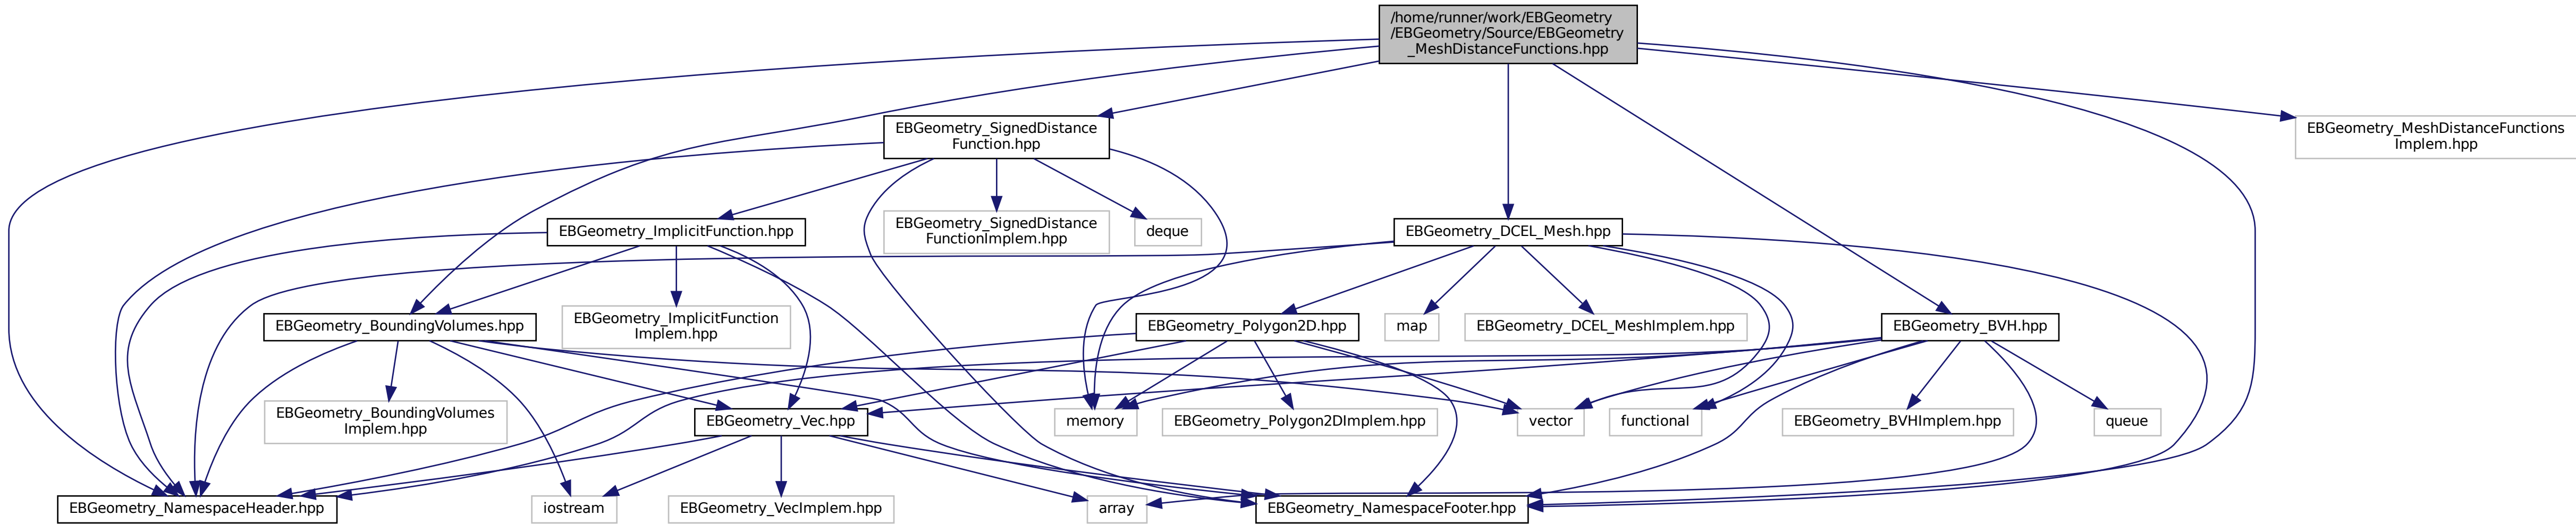 /home/runner/work/EBGeometry
/EBGeometry/Source/EBGeometry
_MeshDistanceFunctions.hpp
EBGeometry_SignedDistance
Function.hpp
EBGeometry_MeshDistanceFunctions
Implem.hpp
EBGeometry_ImplicitFunction.hpp
EBGeometry_SignedDistance
FunctionImplem.hpp
deque
EBGeometry_DCEL_Mesh.hpp
EBGeometry_BoundingVolumes.hpp
EBGeometry_ImplicitFunction
Implem.hpp
EBGeometry_Polygon2D.hpp
map
EBGeometry_DCEL_MeshImplem.hpp
EBGeometry_BVH.hpp
EBGeometry_BoundingVolumes
Implem.hpp
EBGeometry_Vec.hpp
memory
EBGeometry_Polygon2DImplem.hpp
vector
functional
EBGeometry_BVHImplem.hpp
queue
EBGeometry_NamespaceHeader.hpp
iostream
EBGeometry_VecImplem.hpp
array
EBGeometry_NamespaceFooter.hpp